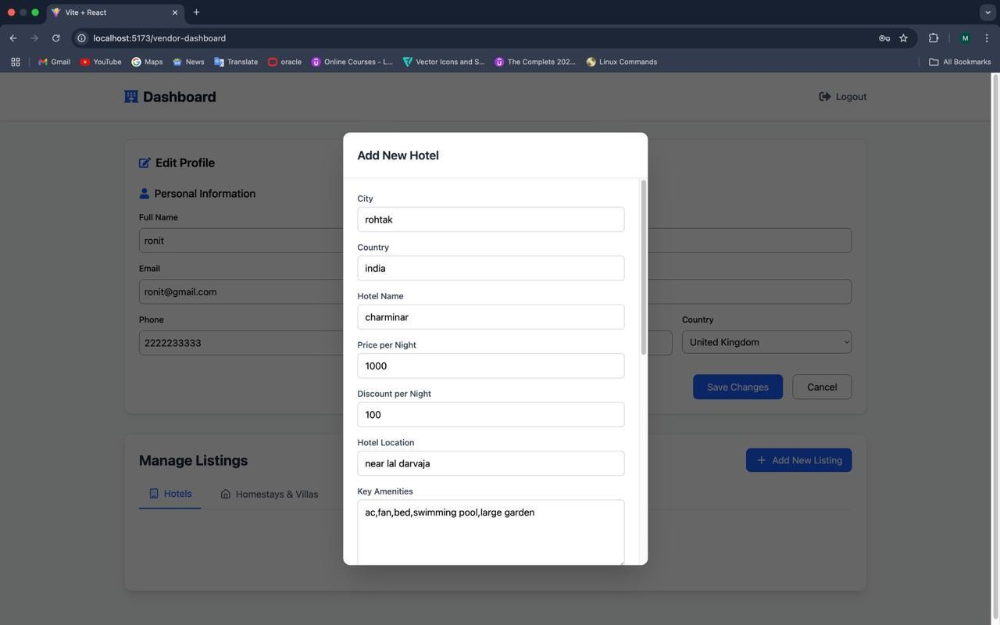 Vite + React
localhost:5173/vendor-dashboard
M
Gmail
YouTube
Maps
News
Translate
oracle
Online Courses - L...
Vector Icons and S...
The Complete 202...
Linux Commands
All Bookmarks
Dashboard
Logout
Edit Profile
Personal Information
Full Name
ronit
Email
ronit@gmail.com
Phone
2222233333
Country
United Kingdom
Save Changes
Cancel
Manage Listings
Add New Listing
Hotels
Homestays & Villas
Add New Hotel
City
rohtak
Country
india
Hotel Name
charminar
Price per Night
1000
Discount per Night
100
Hotel Location
near lal darvaja
Key Amenities
ac,fan,bed,swimming pool,large garden